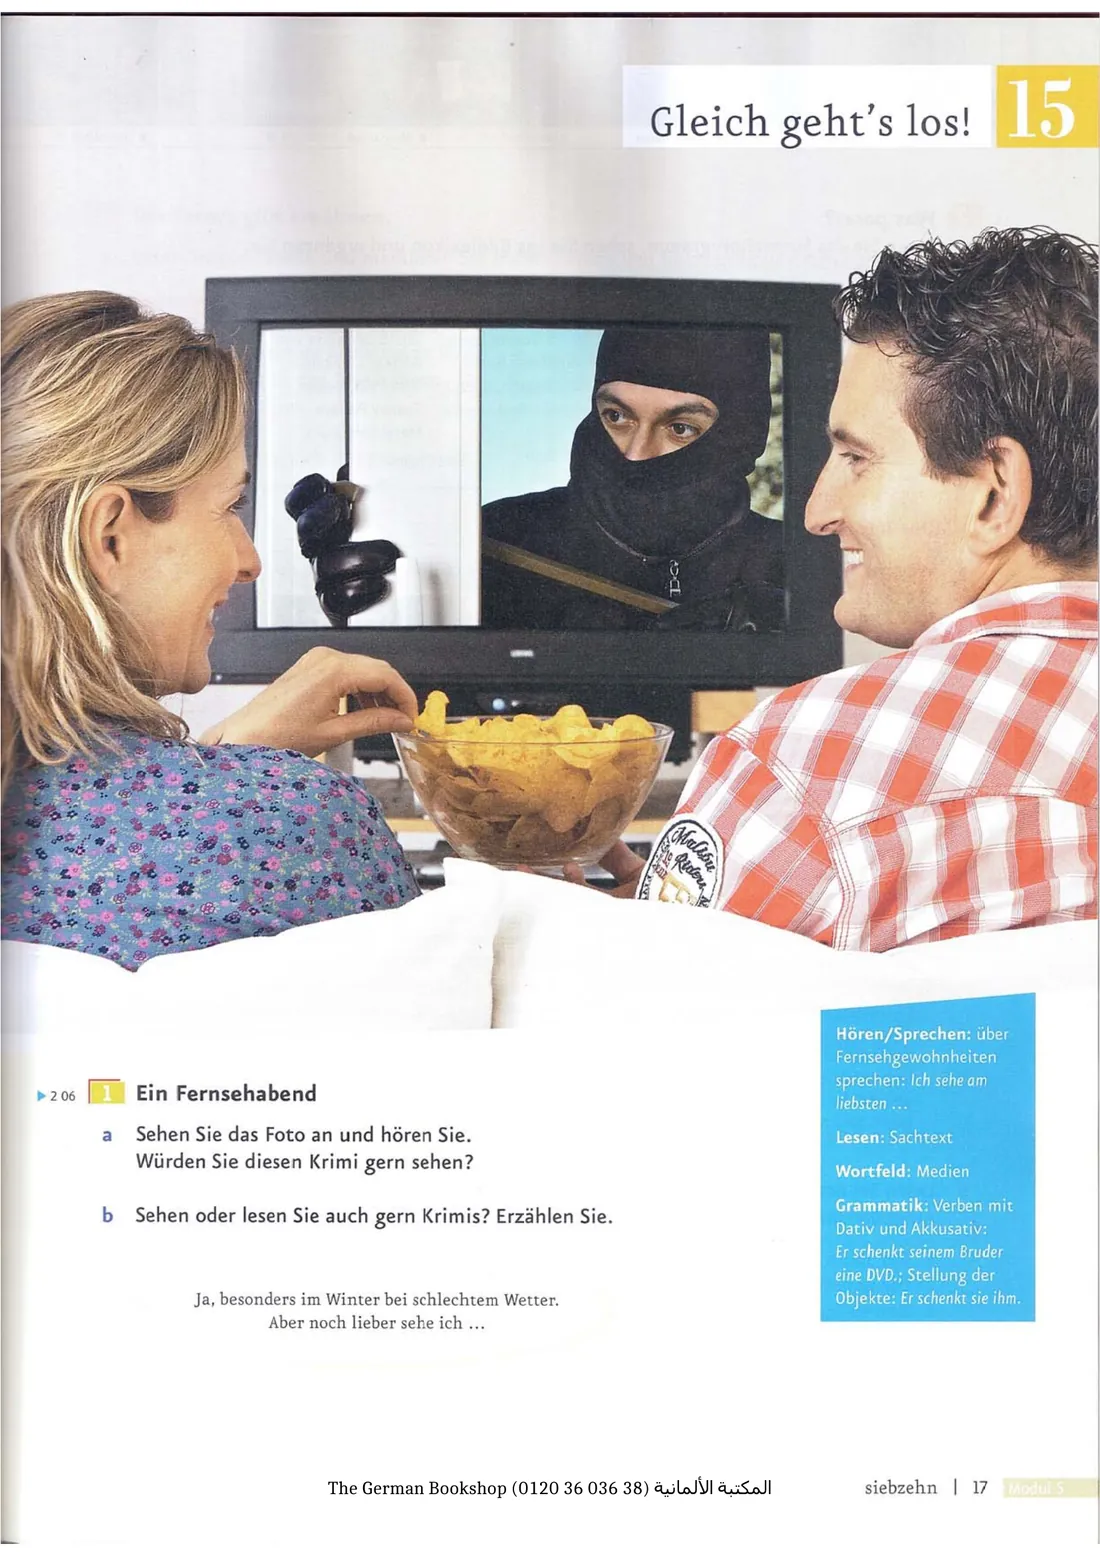 Gleich geht's los!
15
Malibu
2 06
1
Ein Fernsehabend
a Sehen Sie das Foto an und hören Sie.
Würden Sie diesen Krimi gern sehen?
b Sehen oder lesen Sie auch gern Krimis? Erzählen Sie.
Ja, besonders im Winter bei schlechtem Wetter.
Aber noch lieber sehe ich ...
Hören/Sprechen: über
Fernsehgewohnheiten
sprechen: Ich sehe am
liebsten ...
Lesen: Sachtext
Wortfeld: Medien
Grammatik: Verben mit
Dativ und Akkusativ:
Er schenkt seinem Bruder
eine DVD.; Stellung der
Objekte: Er schenkt sie ihm.
The German Bookshop (0120 36 036 38) المكتبة الألمانية
siebzehn | 17 Modul 5